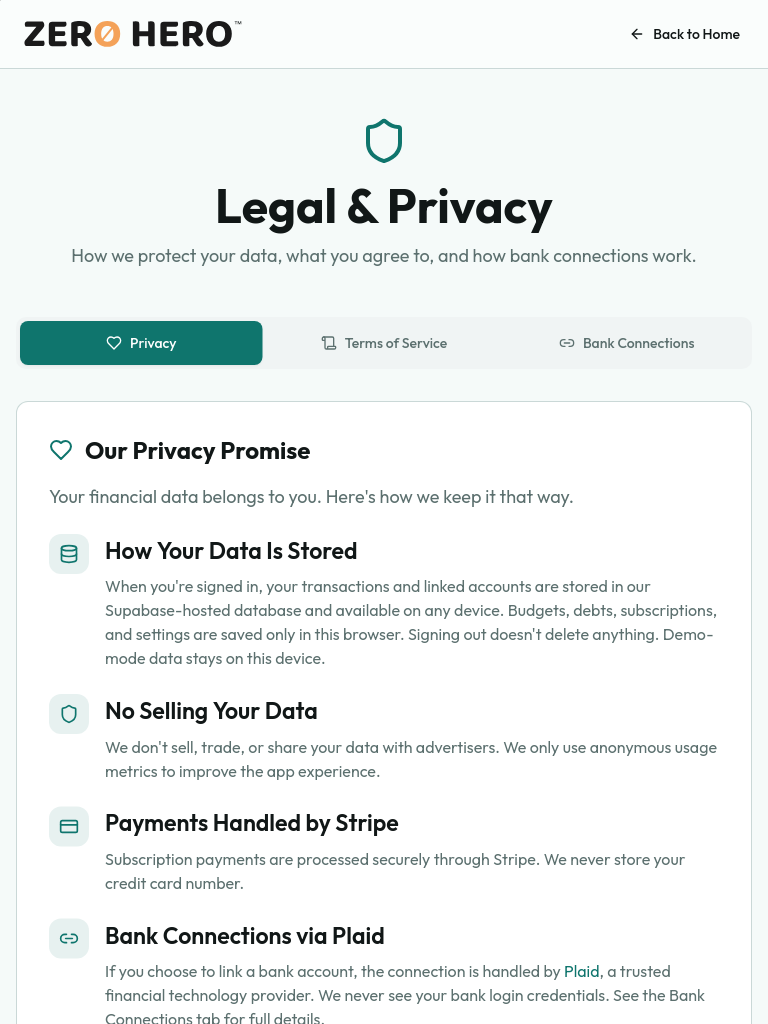 ZERO HERO™
Back to Home
Legal & Privacy
How we protect your data, what you agree to, and how bank connections work.
Privacy
Terms of Service
Bank Connections
Our Privacy Promise
Your financial data belongs to you. Here's how we keep it that way.
How Your Data Is Stored
When you're signed in, your transactions and linked accounts are stored in our
Supabase-hosted database and available on any device. Budgets, debts, subscriptions,
and settings are saved only in this browser. Signing out doesn't delete anything. Demo-
mode data stays on this device.
No Selling Your Data
We don't sell, trade, or share your data with advertisers. We only use anonymous usage
metrics to improve the app experience.
Payments Handled by Stripe
Subscription payments are processed securely through Stripe. We never store your
credit card number.
Bank Connections via Plaid
If you choose to link a bank account, the connection is handled by Plaid, a trusted
financial technology provider. We never see your bank login credentials. See the Bank
Connections tab for full details.